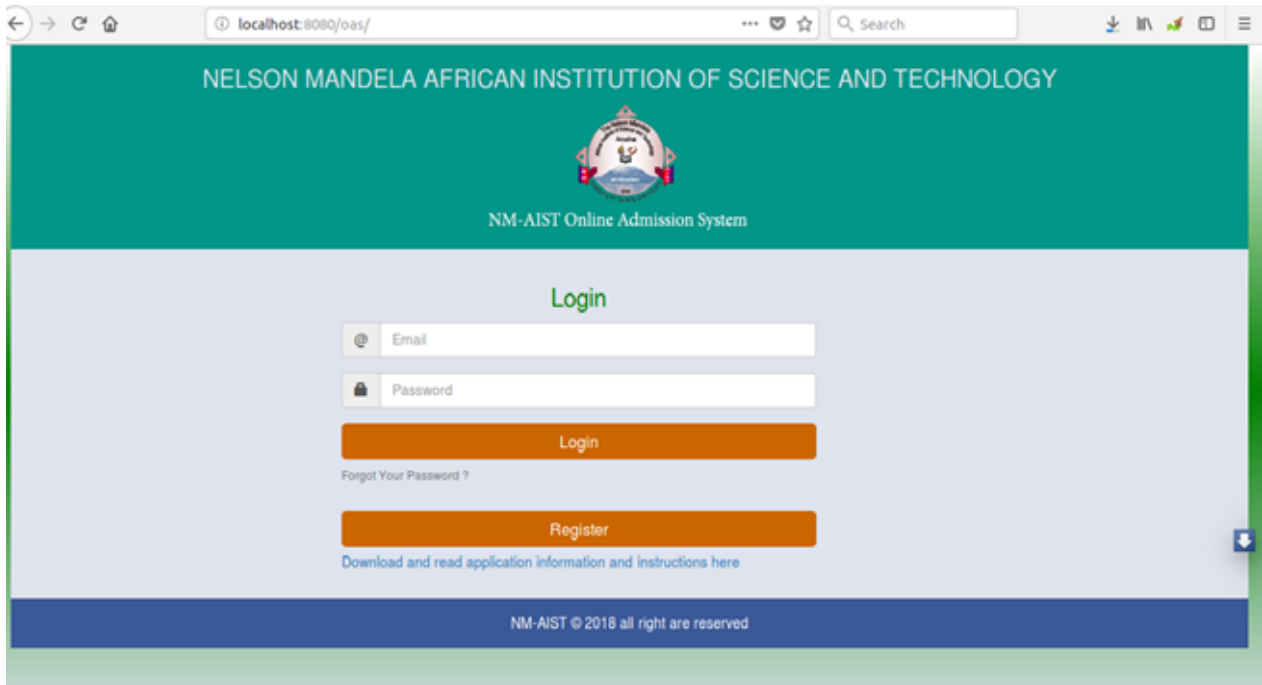 localhost:8080/oas/
Search
NELSON MANDELA AFRICAN INSTITUTION OF SCIENCE AND TECHNOLOGY
NM-AIST Online Admission System
Login
@ Email
Password
Login
Forgot Your Password ?
Register
Download and read application information and instructions here
NM-AIST © 2018 all right are reserved